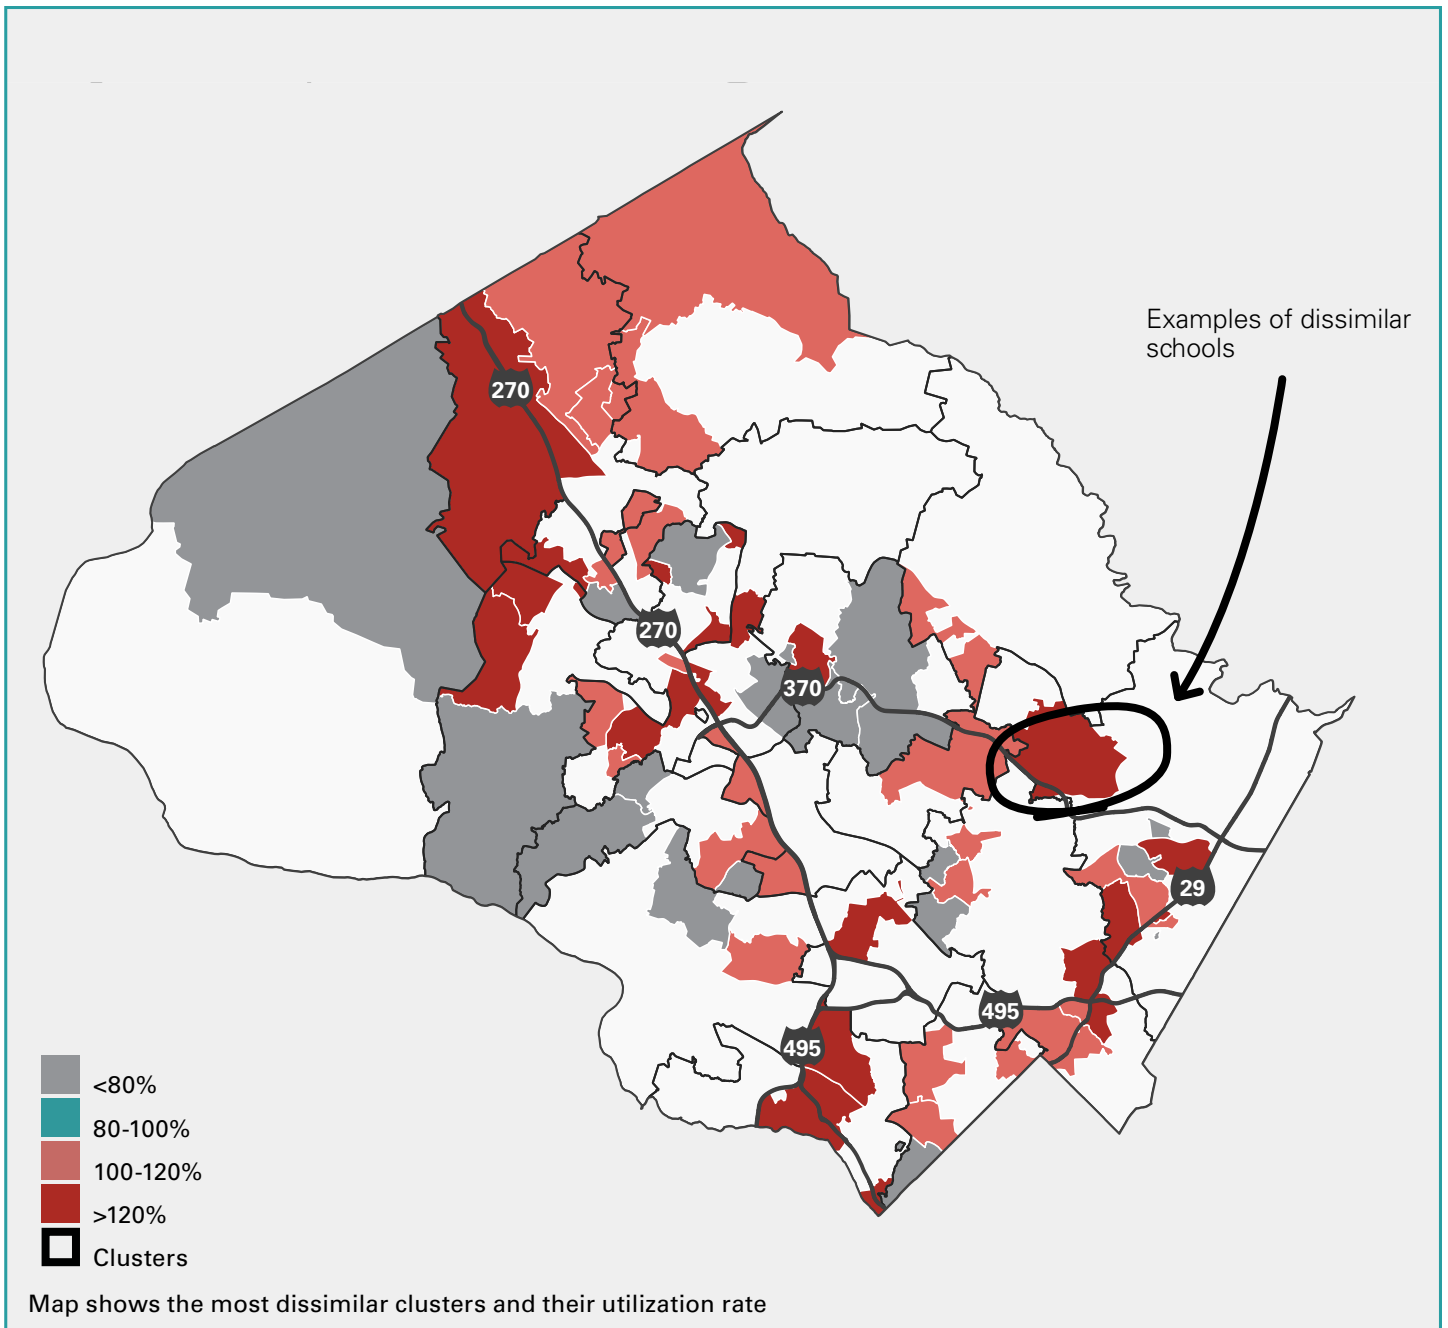 Examples of dissimilar
schools
270
270
370
29
495
495
<80%
80-100%
100-120%
>120%
Clusters
Map shows the most dissimilar clusters and their utilization rate